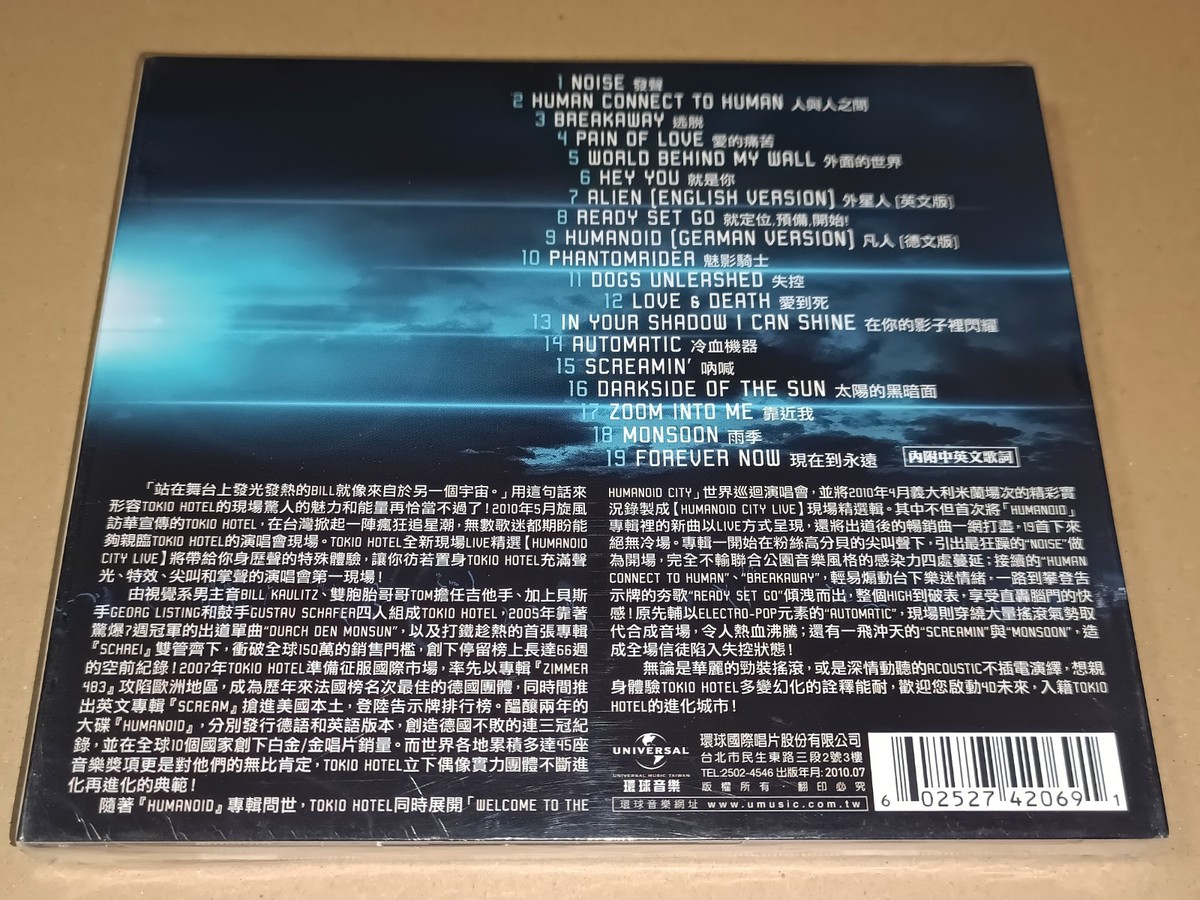 1 NOISE 發聲
2 HUMAN CONNECT TO HUMAN 人與人之間
3 BREAKAWAY 逃脫
4 PAIN OF LOVE 愛的痛苦
5 WORLD BEHIND MY WALL 外面的世界
6 HEY YOU 就是你
7 ALIEN [ENGLISH VERSION] 外星人 [英文版]
8 READY SET GO 就定位,預備,開始!
9 HUMANOID [GERMAN VERSION] 凡人 [德文版]
10 PHANTOMRIDER 魅影騎士
11 DOGS UNLEASHED 失控
12 LOVE & DEATH 愛到死
13 IN YOUR SHADOW I CAN SHINE 在你的影子裡閃耀
14 AUTOMATIC 冷血機器
15 SCREAMIN' 吶喊
16 DARKSIDE OF THE SUN 太陽的黑暗面
17 ZOOM INTO ME 靠近我
18 MONSOON 雨季
19 FOREVER NOW 現在到永遠
內附中英文歌詞
「站在舞台上發光發熱的BILL就像來自於另一個宇宙。」用這句話來
形容TOKIO HOTEL的現場驚人的魅力和能量再恰當不過了!2010年5月旋風
訪華宣傳的TOKIO HOTEL,在台灣掀起一陣瘋狂追星潮,無數歌迷都期盼能
夠親臨TOKIO HOTEL的演唱會現場。TOKIO HOTEL全新現場LIVE精選【HUMANOID
CITY LIVE】將帶給你身歷聲的特殊體驗,讓你彷若置身TOKIO HOTEL充滿聲
光、特效、尖叫和掌聲的演唱會第一現場!
由視覺系男主音BILL KAULITZ、雙胞胎哥哥TOM擔任吉他手、加上貝斯
手GEORG LISTING和鼓手GUSTAV SCHAFER四人組成TOKIO HOTEL,2005年靠著
驚爆7週冠軍的出道單曲"DURCH DEN MONSUN",以及打鐵趁熱的首張專輯
『SCHREI』雙管齊下,衝破全球150萬的銷售門檻,創下停留榜上長達66週
的空前紀錄!2007年TOKIO HOTEL準備征服國際市場,率先以專輯『ZIMMER
483』攻陷歐洲地區,成為歷年來法國榜名次最佳的德國團體,同時間推
出英文專輯『SCREAM』搶進美國本土,登陸告示牌排行榜。醞釀兩年的
大碟『HUMANOID』,分別發行德語和英語版本,創造德國不敗的連三冠紀
錄,並在全球10個國家創下白金/金唱片銷量。而世界各地累積多達95座
音樂獎項更是對他們的無比肯定,TOKIO HOTEL立下偶像實力團體不斷進
化再進化的典範!
隨著『HUMANOID』專輯問世,TOKIO HOTEL同時展開「WELCOME TO THE
HUMANOID CITY」世界巡迴演唱會,並將2010年4月義大利米蘭場次的精彩實
況錄製成【HUMANOID CITY LIVE】現場精選輯。其中不但首次將「HUMANOID」
專輯裡的新曲以LIVE方式呈現,還將出道後的暢銷曲一網打盡,19首下來
絕無冷場。專輯一開始在粉絲高分貝的尖叫聲下,引出最狂躁的"NOISE"做
為開場,完全不輸聯合公園音樂風格的感染力四處蔓延;接續的"HUMAN
CONNECT TO HUMAN"、"BREAKAWAY",輕易煽動台下樂迷情緒,一路到攀登告
示牌的夯歌"READY SET GO"傾洩而出,整個HIGH到破表,享受直轟腦門的快
感!原先輔以ELECTRO-POP元素的"AUTOMATIC",現場則穿鑿大量搖滾氣勢取
代合成音場,令人熱血沸騰;還有一飛沖天的"SCREAMIN"與"MONSOON",造
成全場信徒陷入失控狀態!
無論是華麗的勁裝搖滾,或是深情動聽的ACOUSTIC不插電演繹,想親
身體驗TOKIO HOTEL多變幻化的詮釋能耐,歡迎您啟動4D未來,入籍TOKIO
HOTEL的進化城市!
UNIVERSAL
UNIVERSAL MUSIC TAIWAN
環球音樂
環球國際唱片股份有限公司
台北市民生東路三段2號3樓
TEL:2502-4546 出版年月:2010.07
版權所有·翻印必究
環球音樂網址 www.umusic.com.tw
6 02527 42069 1